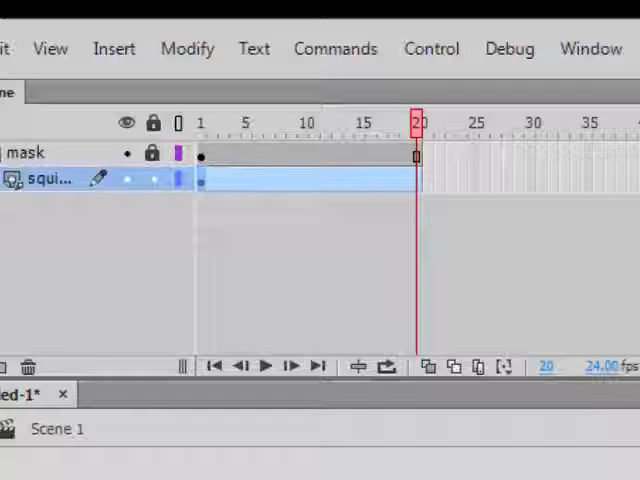 it View Insert Modify Text Commands Control Debug Window
ne
1 5 10 15 20 25 30 35
mask
squi...
20 24.00 fps
ed-1* ×
Scene 1